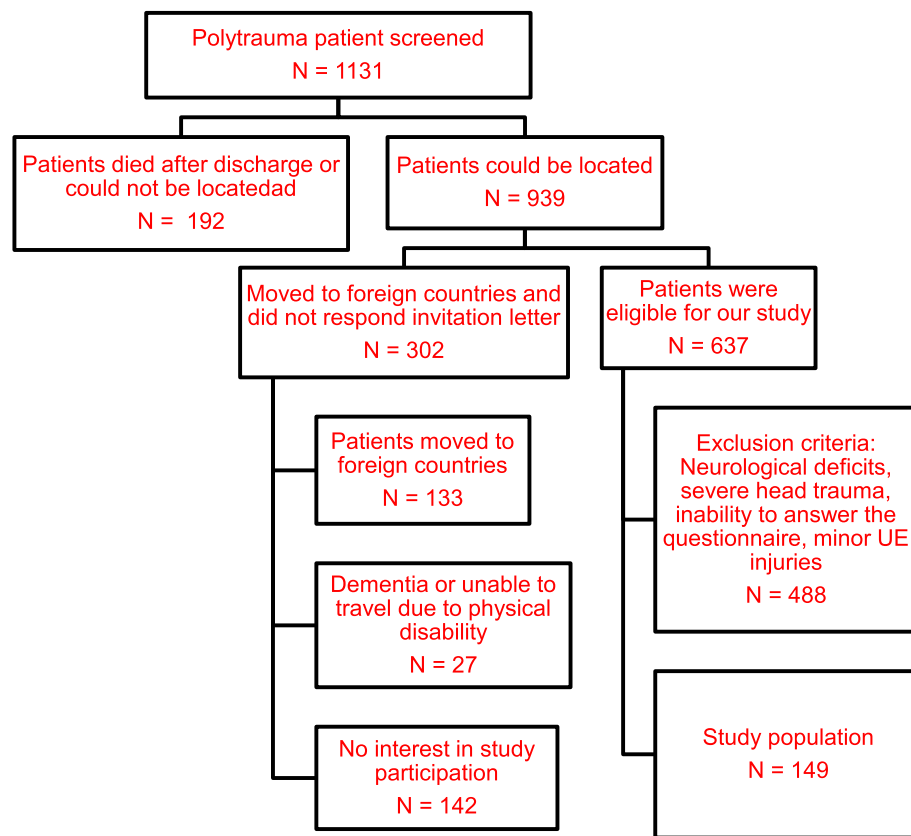 Polytrauma patient screened
N = 1131
Patients died after discharge or
could not be locatedad
N =  192
Patients could be located
N = 939
Moved to foreign countries and
did not respond invitation letter
N = 302
Patients were
eligible for our study
N = 637
Patients moved to
foreign countries
N = 133
Dementia or unable to
travel due to physical
disability
N = 27
No interest in study
participation
N = 142
Exclusion criteria:
Neurological deficits,
severe head trauma,
inability to answer the
questionnaire, minor UE
injuries
N = 488
Study population
N = 149